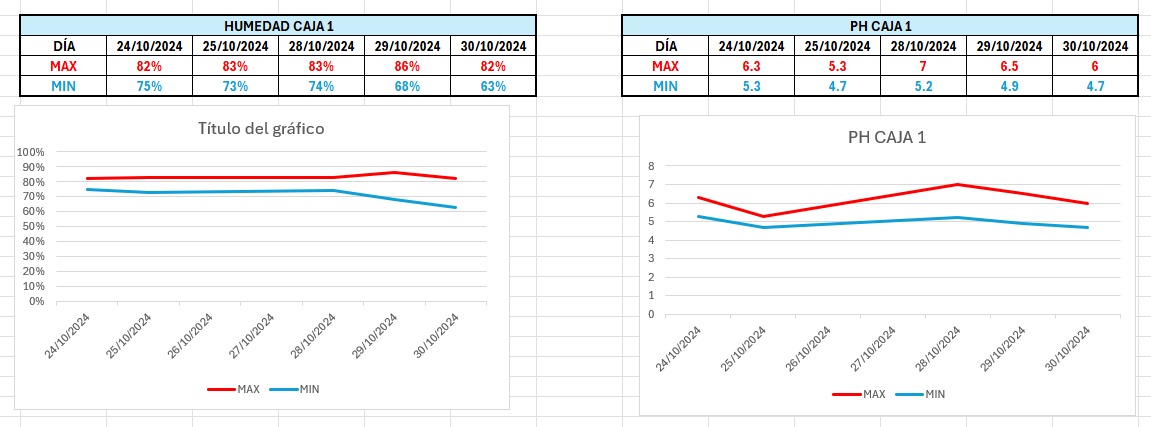 HUMEDAD CAJA 1
DÍA 24/10/2024 25/10/2024 28/10/2024 29/10/2024 30/10/2024
MAX 82% 83% 83% 86% 82%
MIN 75% 73% 74% 68% 63%
PH CAJA 1
DÍA 24/10/2024 25/10/2024 28/10/2024 29/10/2024 30/10/2024
MAX 6.3 5.3 7 6.5 6
MIN 5.3 4.7 5.2 4.9 4.7
Título del gráfico
100%
90%
80%
70%
60%
50%
40%
30%
20%
10%
0%
24/10/2024 25/10/2024 26/10/2024 27/10/2024 28/10/2024 29/10/2024 30/10/2024
MAX MIN
PH CAJA 1
8
7
6
5
4
3
2
1
0
24/10/2024 25/10/2024 26/10/2024 27/10/2024 28/10/2024 29/10/2024 30/10/2024
MAX MIN